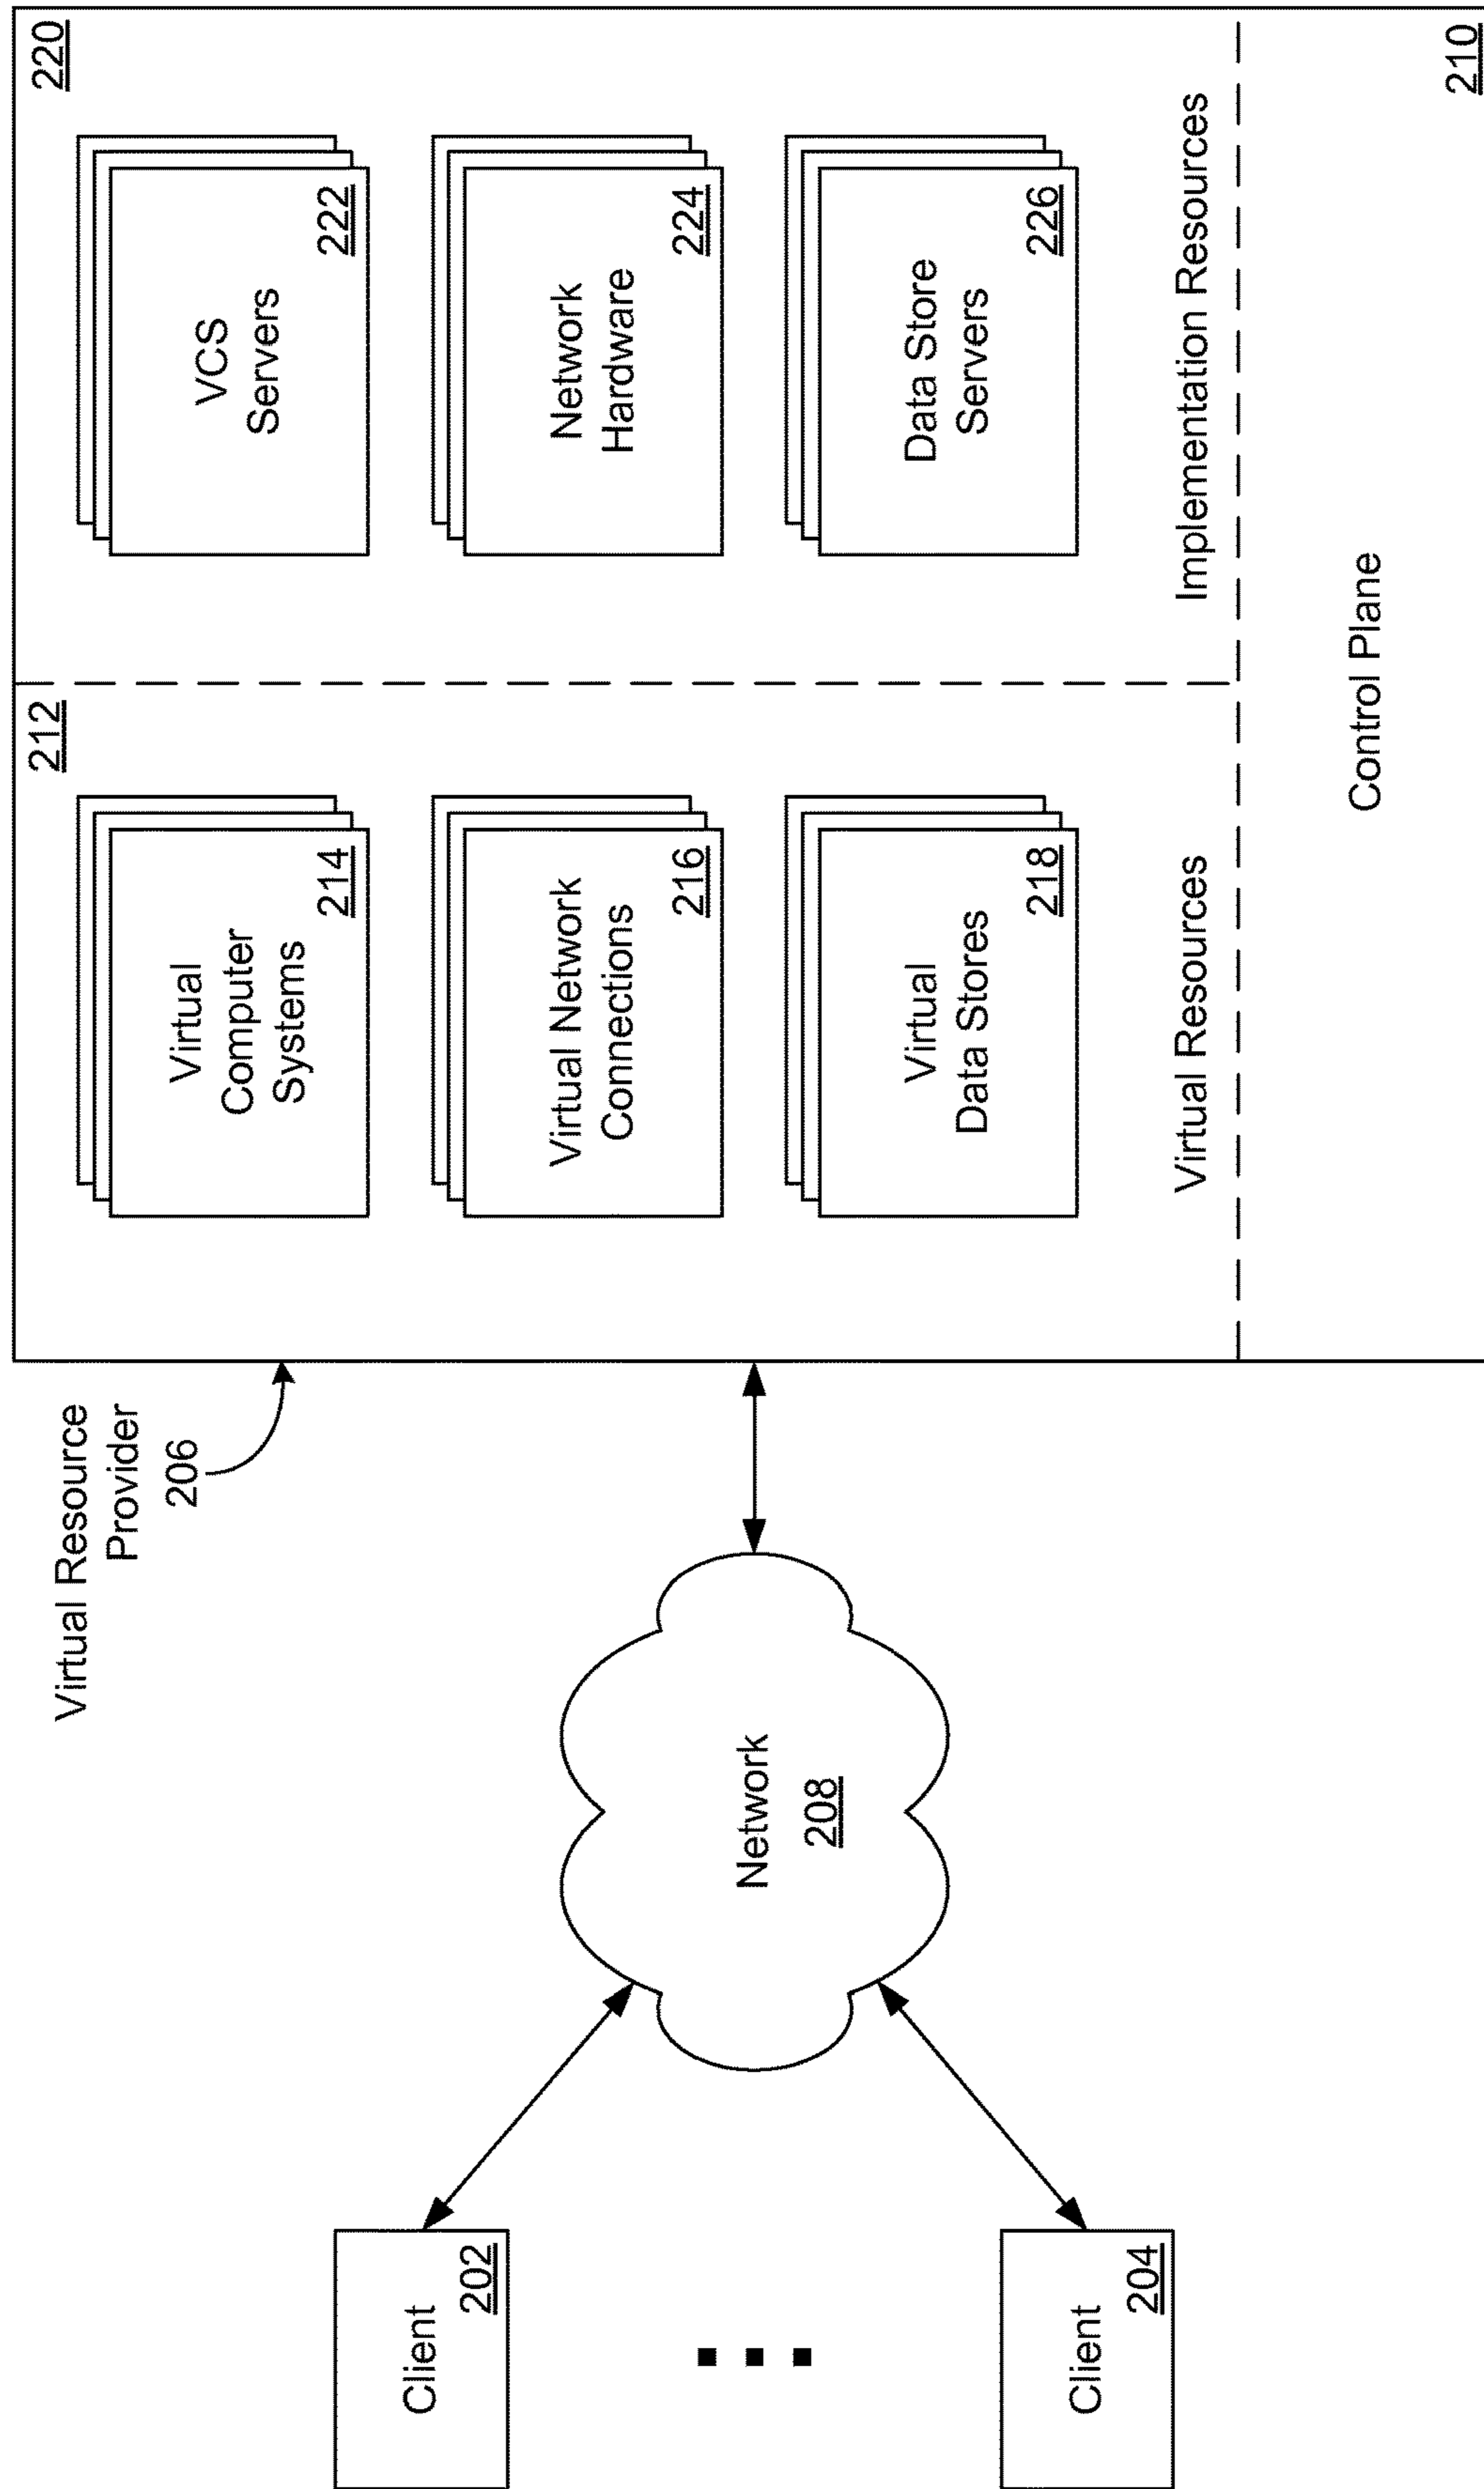 Client
202
Client
204
Network
208
Virtual Resource
Provider
206
212
Virtual
Computer
Systems
214
Virtual Network
Connections
216
Virtual
Data Stores
218
Virtual Resources
220
VCS
Servers
222
Network
Hardware
224
Data Store
Servers
226
Implementation Resources
Control Plane
210